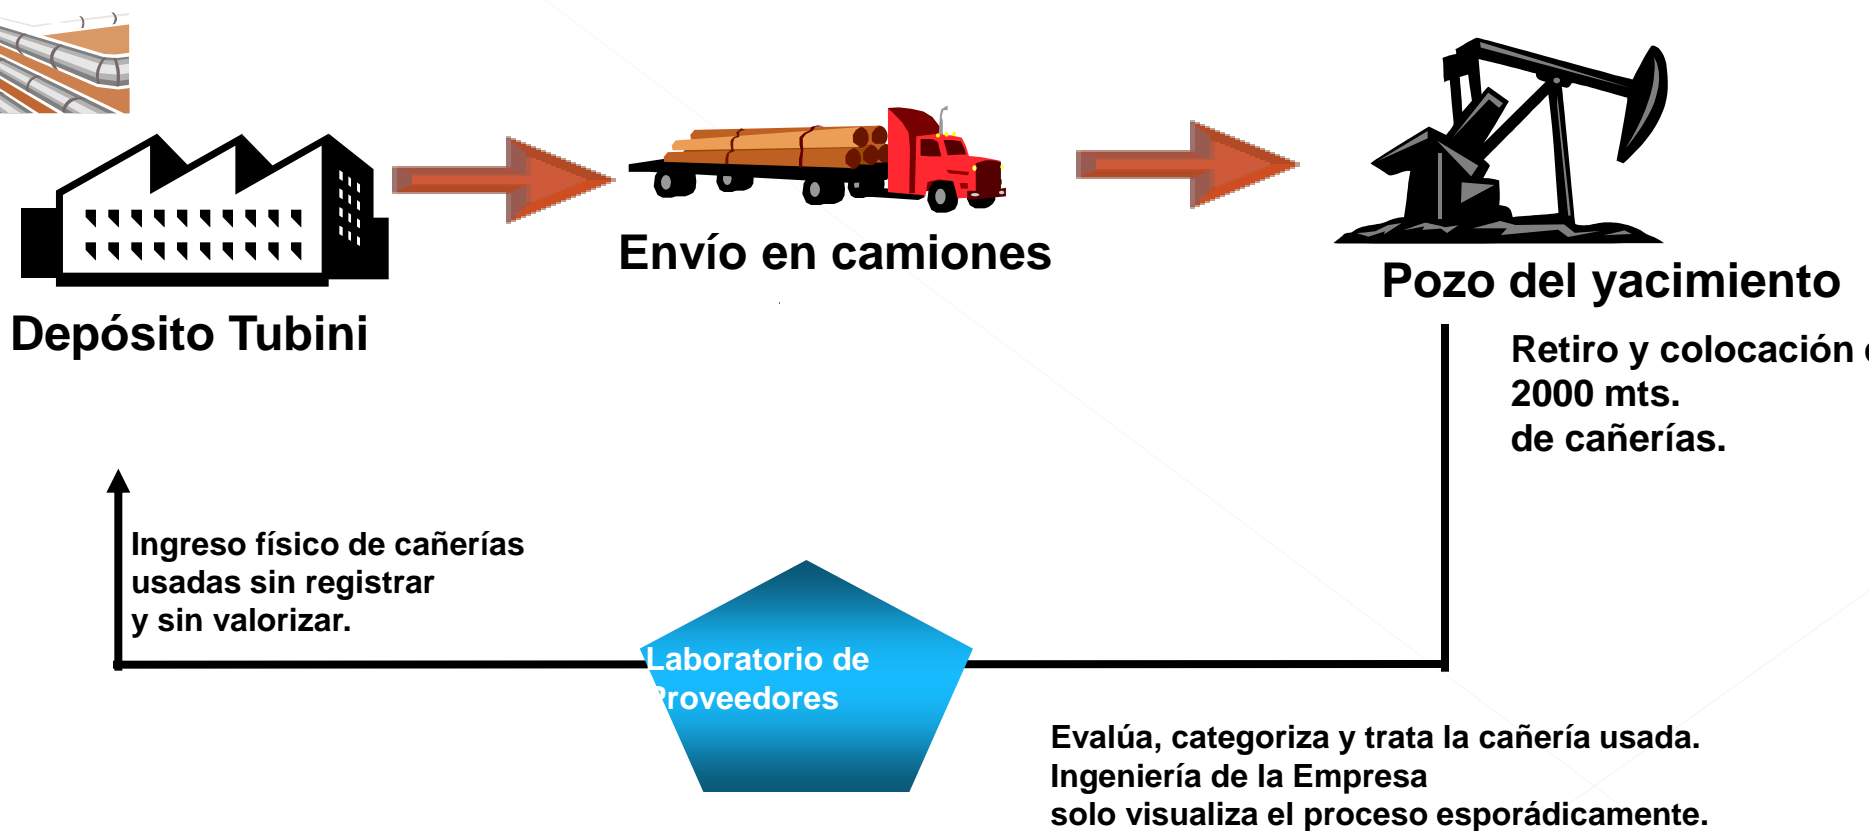 Envío en camiones
Pozo del yacimiento
Depósito Tubini
Retiro y colocación
2000 mts.
de cañerías.
Ingreso físico de cañerías
usadas sin registrar
y sin valorizar.
Laboratorio de
Proveedores
Evalúa, categoriza y trata la cañería usada.
Ingeniería de la Empresa
solo visualiza el proceso esporádicamente.